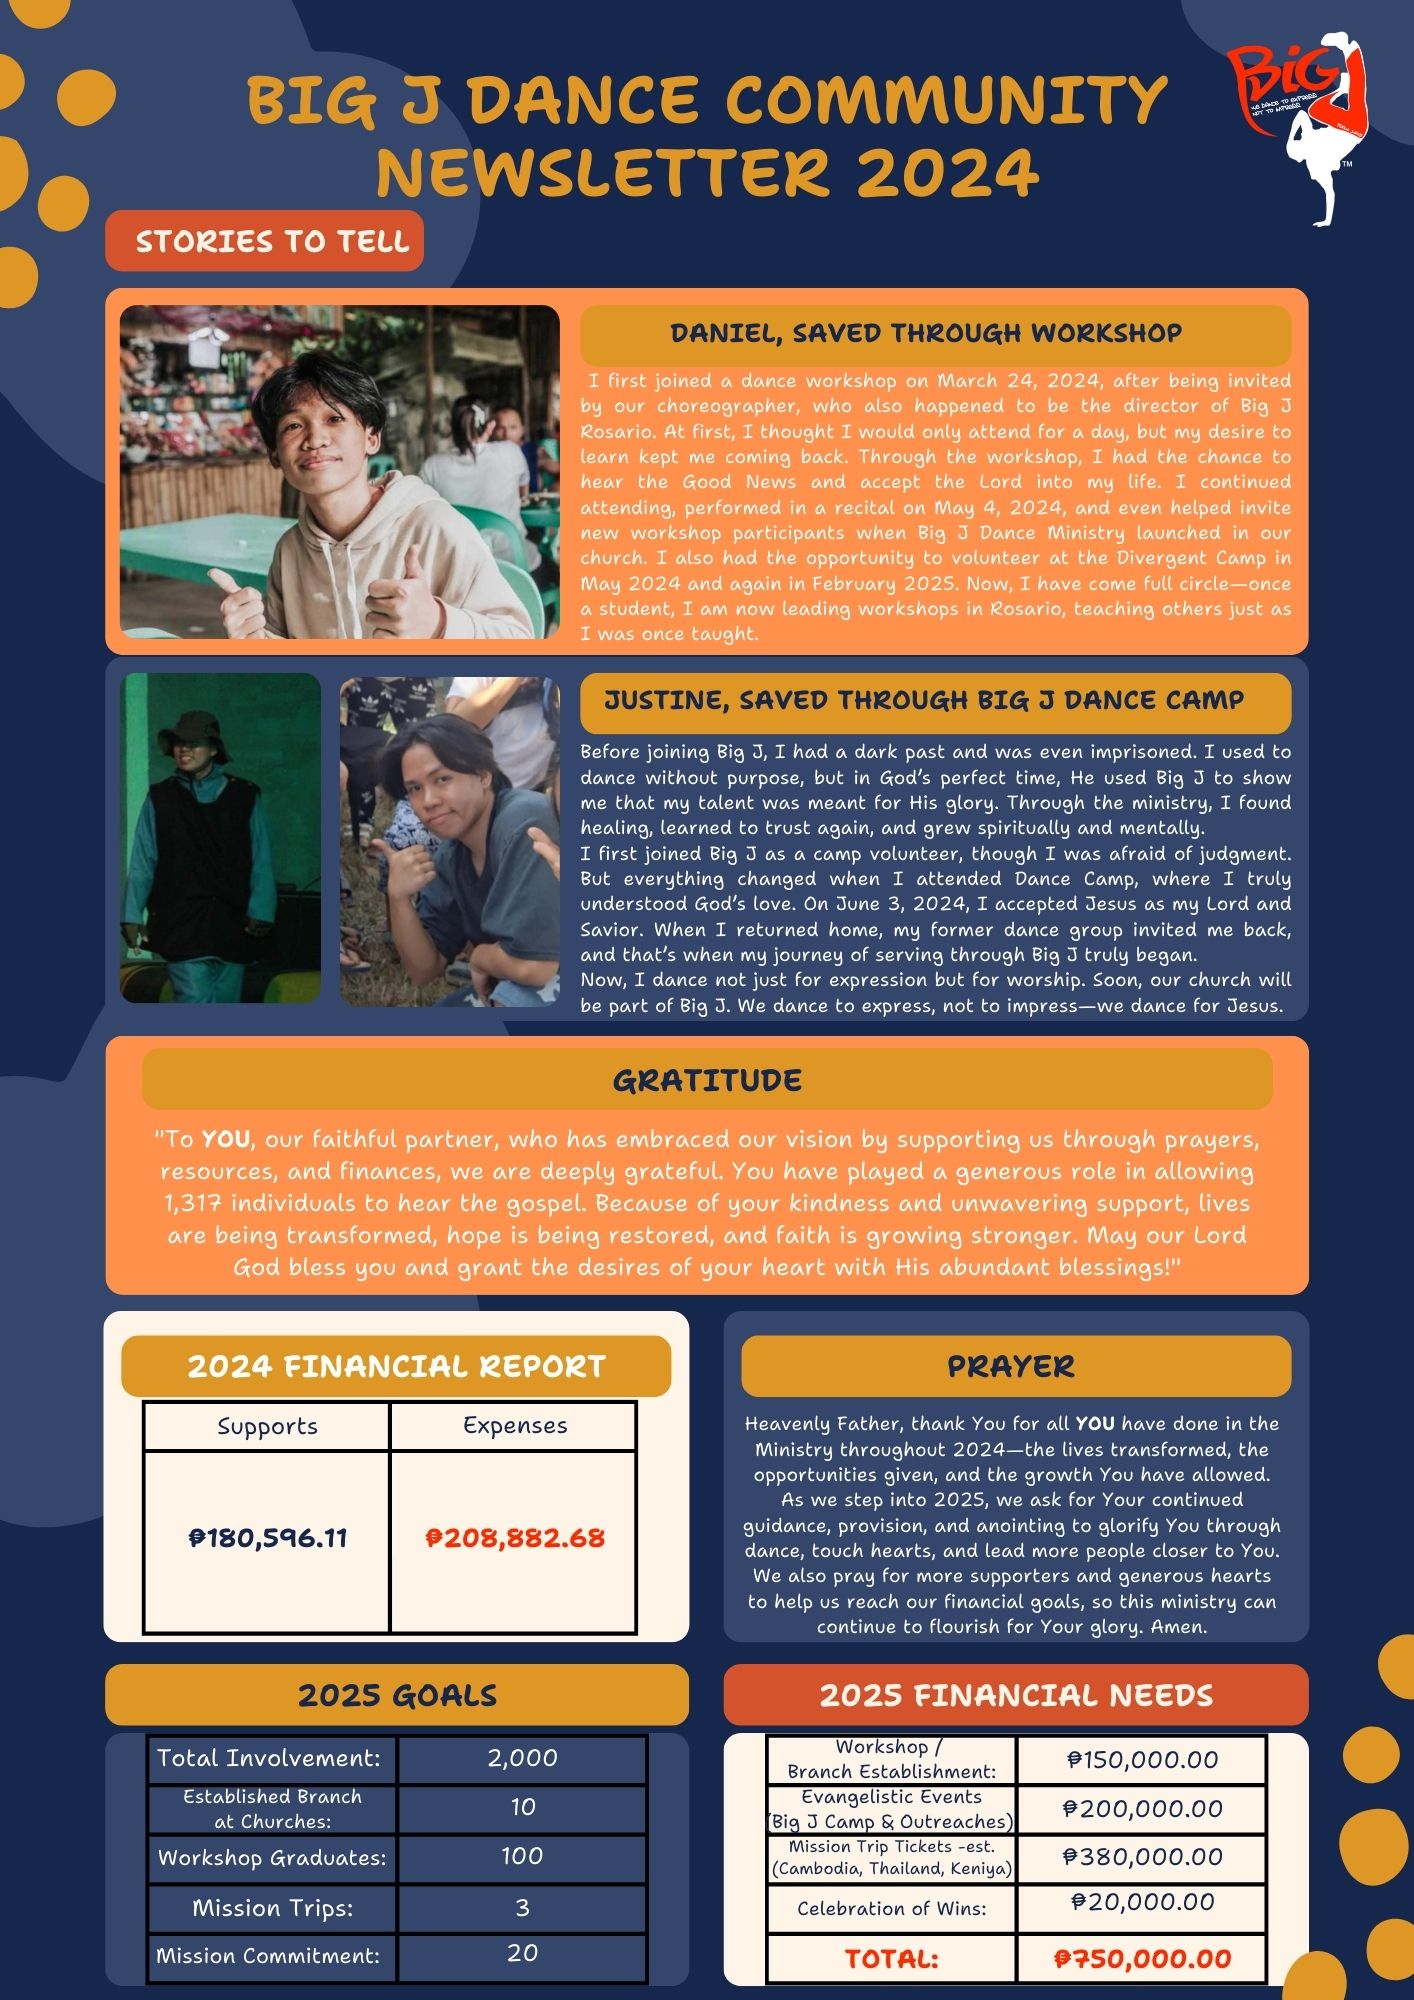 BIG J DANCE COMMUNITY
NEWSLETTER 2024
BiG J
WE DANCE TO EXPRESS
NOT TO IMPRESS
TM
STORIES TO TELL
DANIEL, SAVED THROUGH WORKSHOP
I first joined a dance workshop on March 24, 2024, after being invited
by our choreographer, who also happened to be the director of Big J
Rosario. At first, I thought I would only attend for a day, but my desire to
learn kept me coming back. Through the workshop, I had the chance to
hear the Good News and accept the Lord into my life. I continued
attending, performed in a recital on May 4, 2024, and even helped invite
new workshop participants when Big J Dance Ministry launched in our
church. I also had the opportunity to volunteer at the Divergent Camp in
May 2024 and again in February 2025. Now, I have come full circle—once
a student, I am now leading workshops in Rosario, teaching others just as
I was once taught.
JUSTINE, SAVED THROUGH BIG J DANCE CAMP
Before joining Big J, I had a dark past and was even imprisoned. I used to
dance without purpose, but in God's perfect time, He used Big J to show
me that my talent was meant for His glory. Through the ministry, I found
healing, learned to trust again, and grew spiritually and mentally.
I first joined Big J as a camp volunteer, though I was afraid of judgment.
But everything changed when I attended Dance Camp, where I truly
understood God's love. On June 3, 2024, I accepted Jesus as my Lord and
Savior. When I returned home, my former dance group invited me back,
and that's when my journey of serving through Big J truly began.
Now, I dance not just for expression but for worship. Soon, our church will
be part of Big J. We dance to express, not to impress—we dance for Jesus.
GRATITUDE
"To YOU, our faithful partner, who has embraced our vision by supporting us through prayers,
resources, and finances, we are deeply grateful. You have played a generous role in allowing
1,317 individuals to hear the gospel. Because of your kindness and unwavering support, lives
are being transformed, hope is being restored, and faith is growing stronger. May our Lord
God bless you and grant the desires of your heart with His abundant blessings!"
2024 FINANCIAL REPORT
Supports Expenses
₱180,596.11 ₱208,882.68
PRAYER
Heavenly Father, thank You for all YOU have done in the
Ministry throughout 2024—the lives transformed, the
opportunities given, and the growth You have allowed.
As we step into 2025, we ask for Your continued
guidance, provision, and anointing to glorify You through
dance, touch hearts, and lead more people closer to You.
We also pray for more supporters and generous hearts
to help us reach our financial goals, so this ministry can
continue to flourish for Your glory. Amen.
2025 GOALS
Total Involvement: 2,000
Established Branch
at Churches: 10
Workshop Graduates: 100
Mission Trips: 3
Mission Commitment: 20
2025 FINANCIAL NEEDS
Workshop /
Branch Establishment: ₱150,000.00
Evangelistic Events
(Big J Camp & Outreaches) ₱200,000.00
Mission Trip Tickets -est.
(Cambodia, Thailand, Keniya) ₱380,000.00
Celebration of Wins: ₱20,000.00
TOTAL: ₱750,000.00